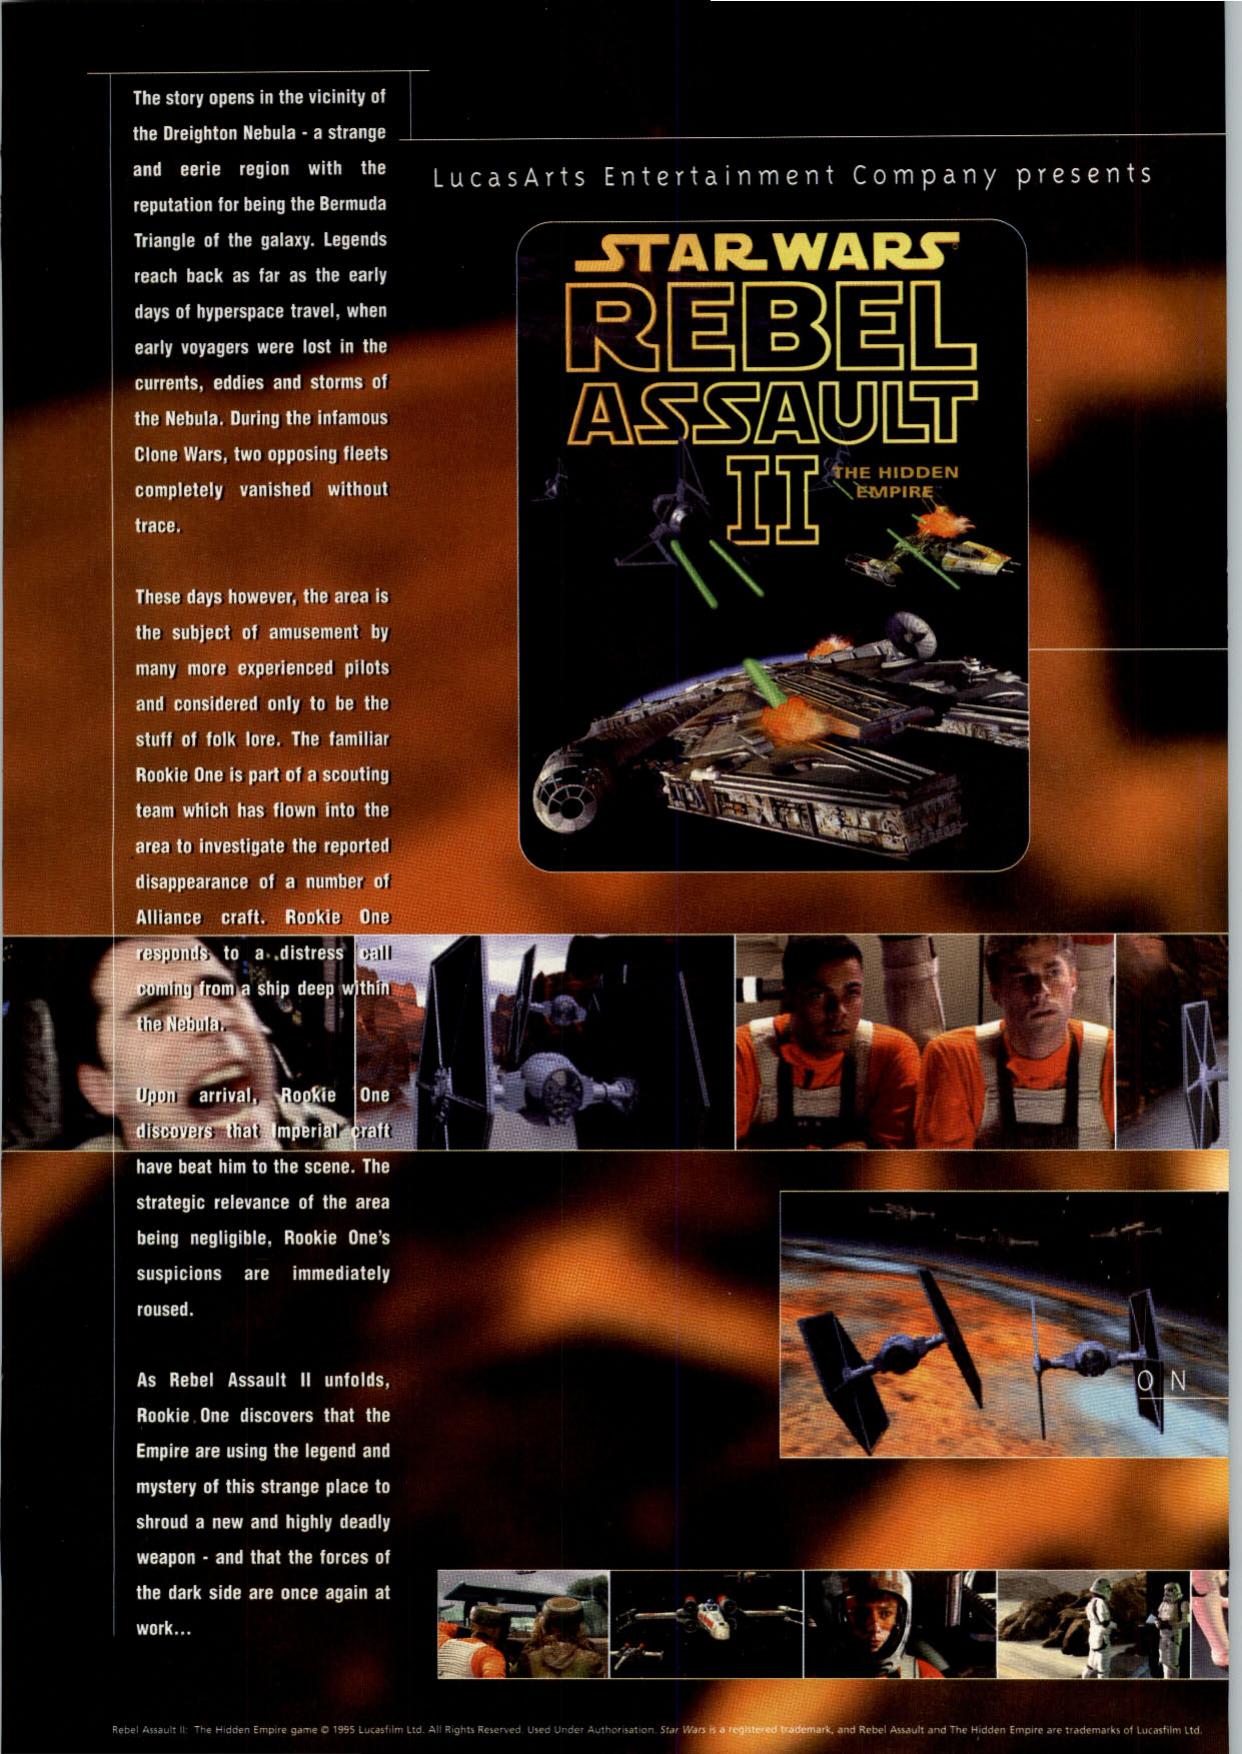 The story opens in the vicinity of
the Dreighton Nebula - a strange
and eerie region with the
reputation for being the Bermuda
Triangle of the galaxy. Legends
reach back as far as the early
days of hyperspace travel, when
early voyagers were lost in the
currents, eddies and storms of
the Nebula. During the infamous
Clone Wars, two opposing fleets
completely vanished without
trace.
These days however, the area is
the subject of amusement by
many more experienced pilots
and considered only to be the
stuff of folk lore. The familiar
Rookie One is part of a scouting
team which has flown into the
area to investigate the reported
disappearance of a number of
Alliance craft. Rookie One
responds to a distress call
coming from a ship deep within
the Nebula.
Upon arrival, Rookie One
discovers that Imperial craft
have beat him to the scene. The
strategic relevance of the area
being negligible, Rookie One's
suspicions are immediately
roused.
As Rebel Assault II unfolds,
Rookie One discovers that the
Empire are using the legend and
mystery of this strange place to
shroud a new and highly deadly
weapon - and that the forces of
the dark side are once again at
work...
LucasArts Entertainment Company presents
STAR WARS
REBEL
ASSAULT
II
THE HIDDEN
EMPIRE
ON
Rebel Assault II: The Hidden Empire game © 1995 Lucasfilm Ltd. All Rights Reserved. Used Under Authorisation. Star Wars is a registered trademark, and Rebel Assault and The Hidden Empire are trademarks of Lucasfilm Ltd.